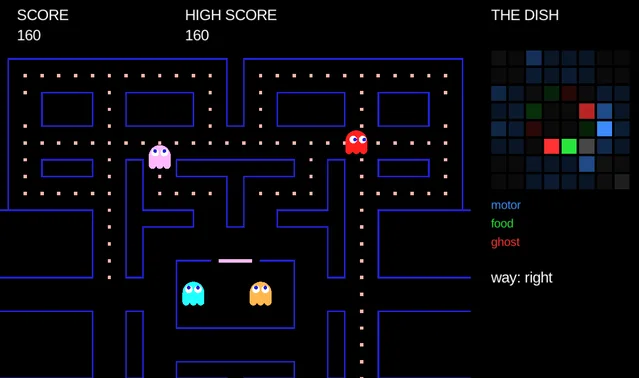 SCORE
160
HIGH SCORE
160
THE DISH
motor
food
ghost
way: right